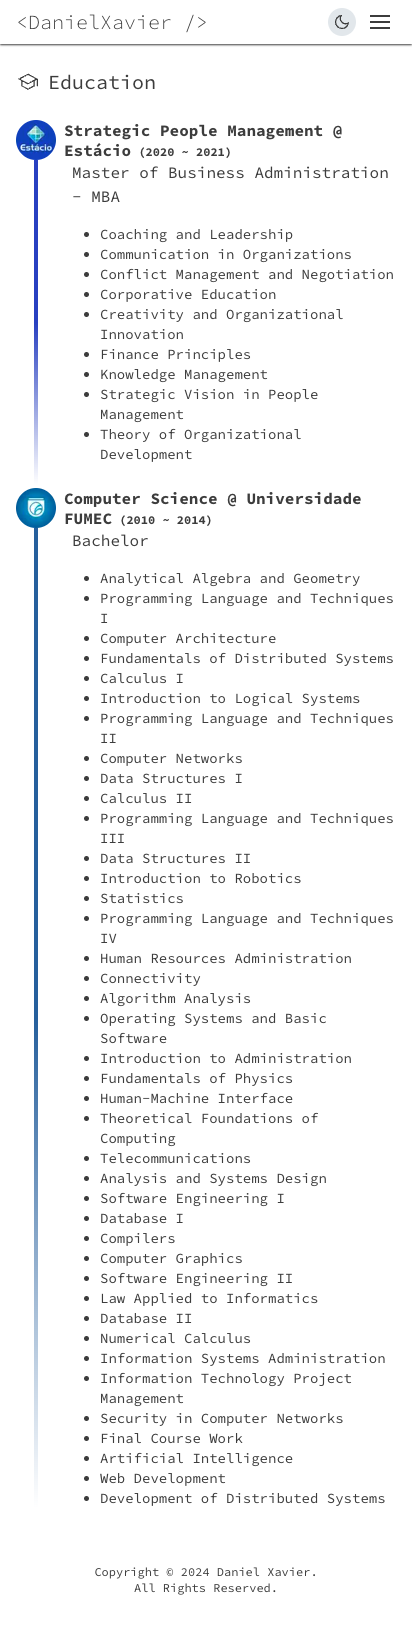 <DanielXavier />
Education
Estácio
Strategic People Management @
Estácio (2020 ~ 2021)
Master of Business Administration
- MBA
Coaching and Leadership
Communication in Organizations
Conflict Management and Negotiation
Corporative Education
Creativity and Organizational
Innovation
Finance Principles
Knowledge Management
Strategic Vision in People
Management
Theory of Organizational
Development
Computer Science @ Universidade
FUMEC (2010 ~ 2014)
Bachelor
Analytical Algebra and Geometry
Programming Language and Techniques
I
Computer Architecture
Fundamentals of Distributed Systems
Calculus I
Introduction to Logical Systems
Programming Language and Techniques
II
Computer Networks
Data Structures I
Calculus II
Programming Language and Techniques
III
Data Structures II
Introduction to Robotics
Statistics
Programming Language and Techniques
IV
Human Resources Administration
Connectivity
Algorithm Analysis
Operating Systems and Basic
Software
Introduction to Administration
Fundamentals of Physics
Human-Machine Interface
Theoretical Foundations of
Computing
Telecommunications
Analysis and Systems Design
Software Engineering I
Database I
Compilers
Computer Graphics
Software Engineering II
Law Applied to Informatics
Database II
Numerical Calculus
Information Systems Administration
Information Technology Project
Management
Security in Computer Networks
Final Course Work
Artificial Intelligence
Web Development
Development of Distributed Systems
Copyright © 2024 Daniel Xavier.
All Rights Reserved.